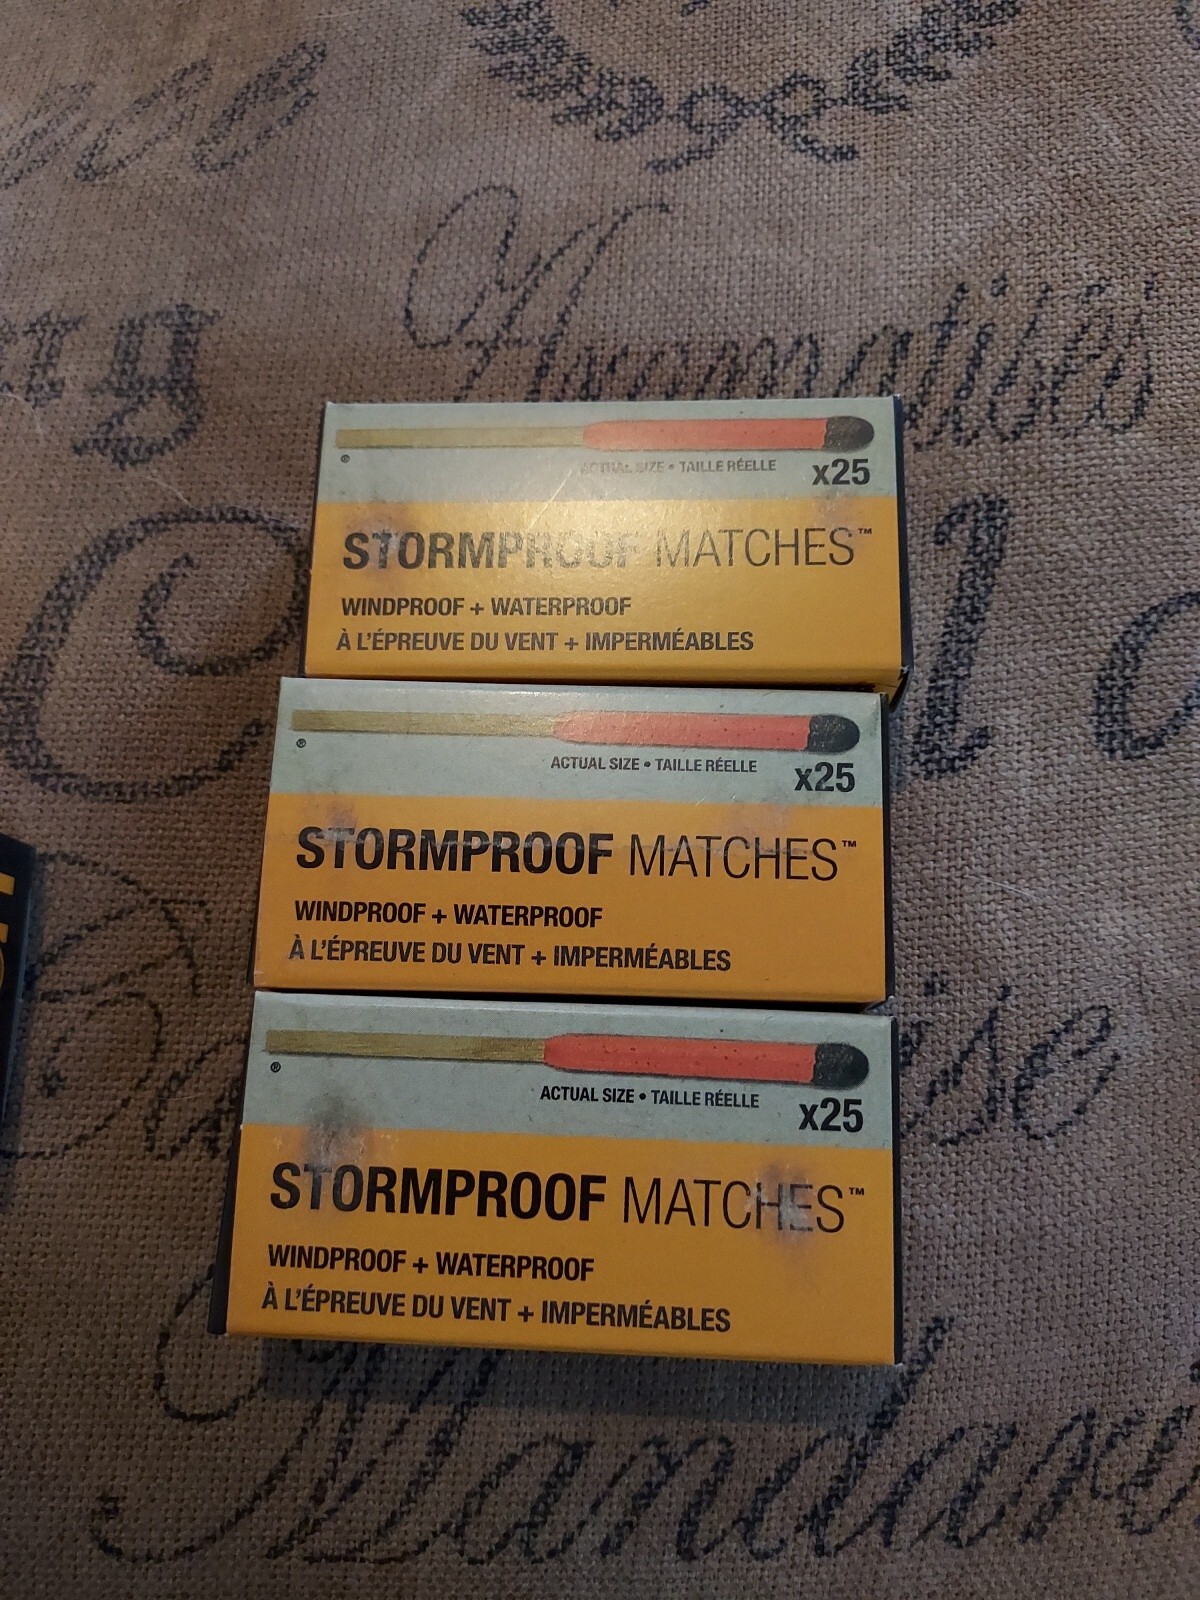 Aromatisés
ACTUAL SIZE • TAILLE RÉELLE
®
x25
STORMPROOF MATCHES™
WINDPROOF + WATERPROOF
À L'ÉPREUVE DU VENT + IMPERMÉABLES
®
ACTUAL SIZE • TAILLE RÉELLE
x25
STORMPROOF MATCHES™
WINDPROOF + WATERPROOF
À L'ÉPREUVE DU VENT + IMPERMÉABLES
®
ACTUAL SIZE • TAILLE RÉELLE
x25
STORMPROOF MATCHES™
WINDPROOF + WATERPROOF
À L'ÉPREUVE DU VENT + IMPERMÉABLES